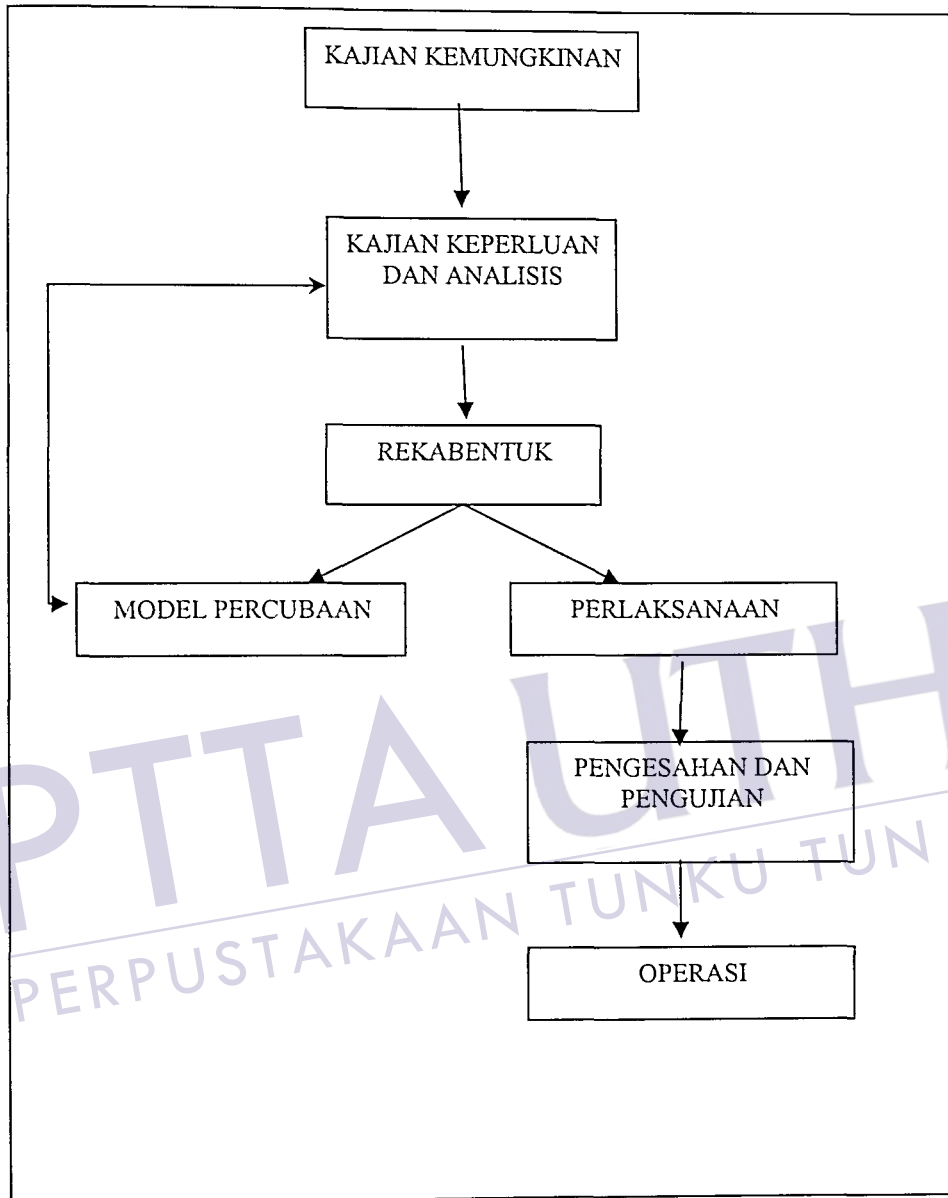 KAJIAN KEMUNGKINAN
KAJIAN KEPERLUAN
DAN ANALISIS
REKABENTUK
MODEL PERCUBAAN
PERLAKSANAAN
PENGESAHAN DAN
PENGUJIAN
OPERASI
PTTA UTH
PERPUSTAKAAN TUNKU TUN